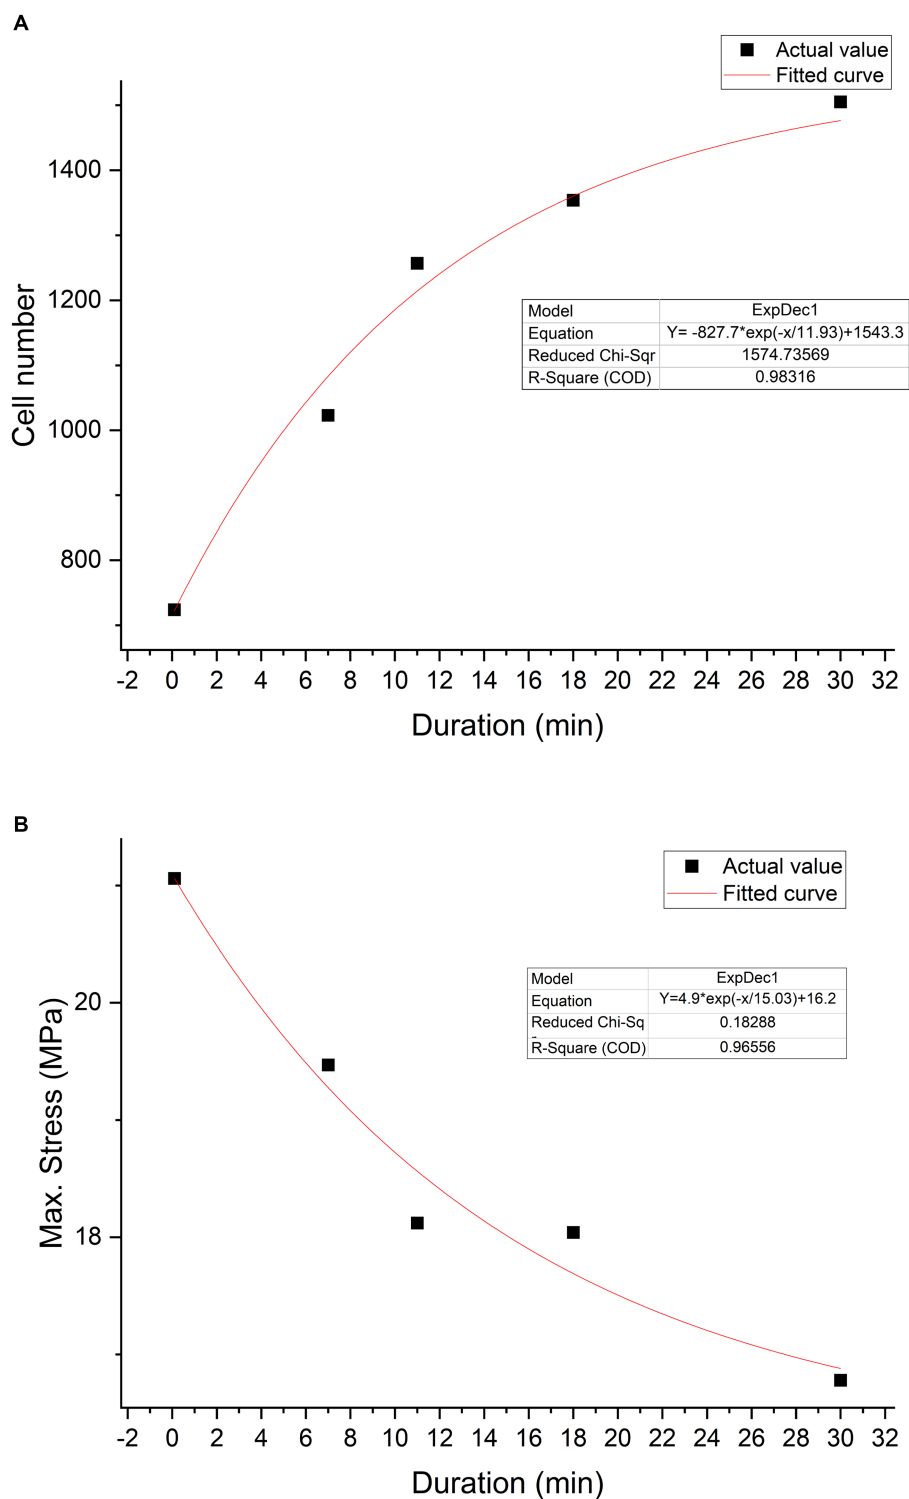 A
Actual value
Fitted curve
1400
1200
1000
800
Cell number
Model ExpDec1
Equation Y= -827.7*exp(-x/11.93)+1543.3
Reduced Chi-Sqr 1574.73569
R-Square (COD) 0.98316
-2 0 2 4 6 8 10 12 14 16 18 20 22 24 26 28 30 32
Duration (min)
B
Actual value
Fitted curve
20
18
Max. Stress (MPa)
Model ExpDec1
Equation Y=4.9*exp(-x/15.03)+16.2
Reduced Chi-Sq 0.18288
R-Square (COD) 0.96556
-2 0 2 4 6 8 10 12 14 16 18 20 22 24 26 28 30 32
Duration (min)